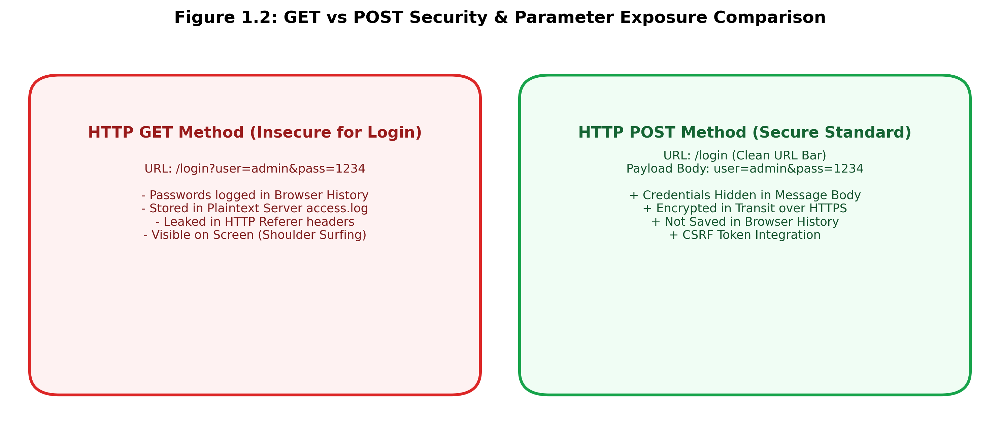 Figure 1.2: GET vs POST Security & Parameter Exposure Comparison
HTTP GET Method (Insecure for Login)
URL: /login?user=admin&pass=1234
- Passwords logged in Browser History
- Stored in Plaintext Server access.log
- Leaked in HTTP Referer headers
- Visible on Screen (Shoulder Surfing)
HTTP POST Method (Secure Standard)
URL: /login (Clean URL Bar)
Payload Body: user=admin&pass=1234
+ Credentials Hidden in Message Body
+ Encrypted in Transit over HTTPS
+ Not Saved in Browser History
+ CSRF Token Integration